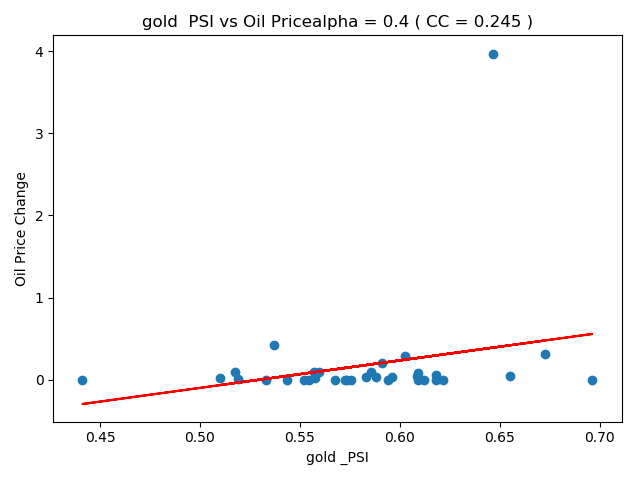 gold  PSI vs Oil Pricealpha = 0.4 ( CC = 0.245 )
Oil Price Change
4
3
2
1
0
0.45 0.50 0.55 0.60 0.65 0.70
gold _PSI